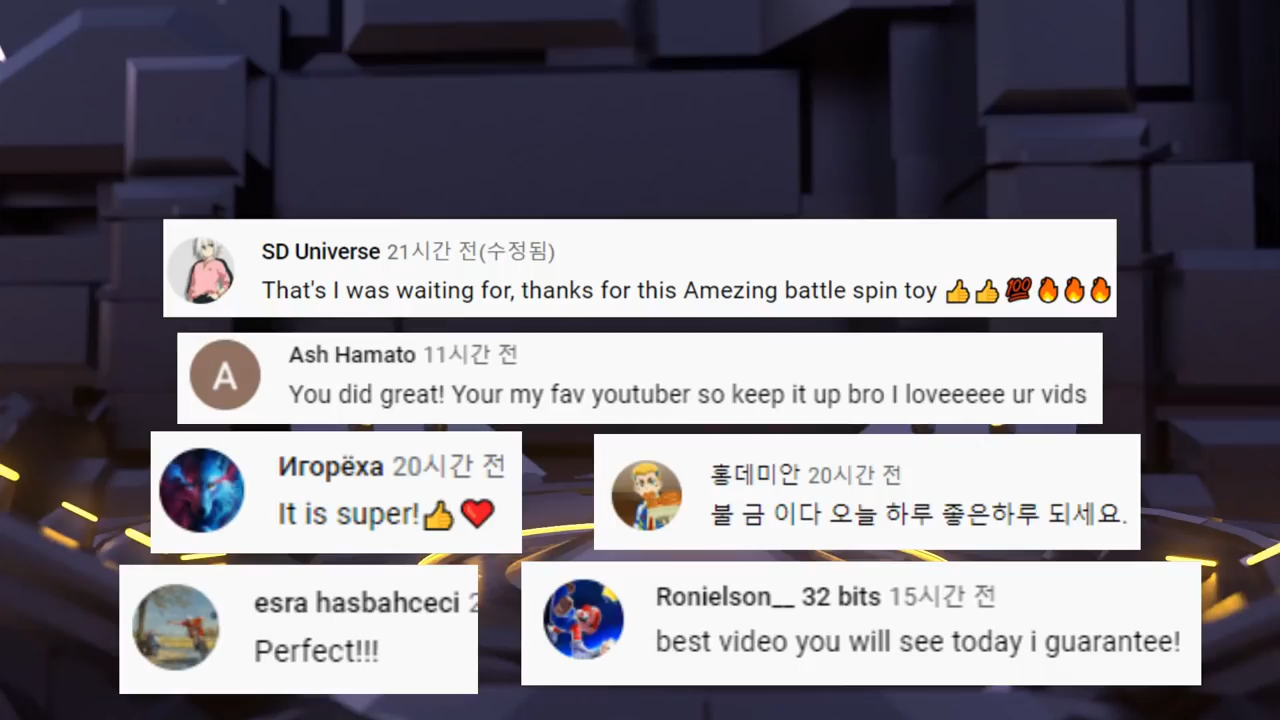 SD Universe 21시간 전(수정됨)
That's I was waiting for, thanks for this Amezing battle spin toy 👍👍💯🔥🔥🔥
A
Ash Hamato 11시간 전
You did great! Your my fav youtuber so keep it up bro I loveeeee ur vids
Игорёха 20시간 전
It is super!👍❤️
홍데미안 20시간 전
불 금 이다 오늘 하루 좋은하루 되세요.
esra hasbahceci
Perfect!!!
Ronielson__ 32 bits 15시간 전
best video you will see today i guarantee!